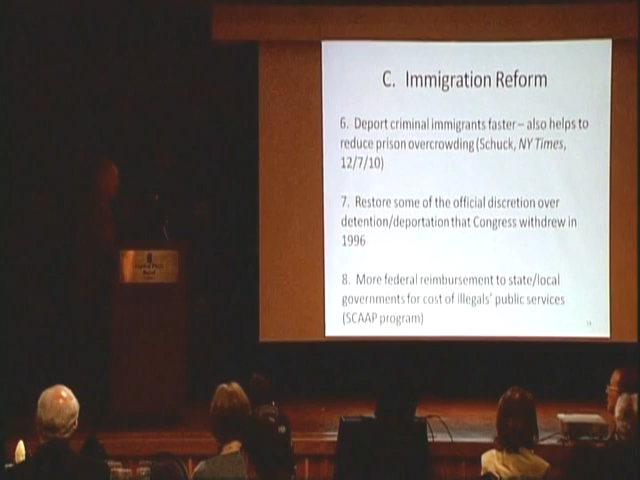 C. Immigration Reform
6. Deport criminal immigrants faster – also helps to
reduce prison overcrowding (Schuck, NY Times,
12/7/10)
7. Restore some of the official discretion over
detention/deportation that Congress withdrew in
1996
8. More federal reimbursement to state/local
governments for cost of illegals' public services
(SCAAP program)